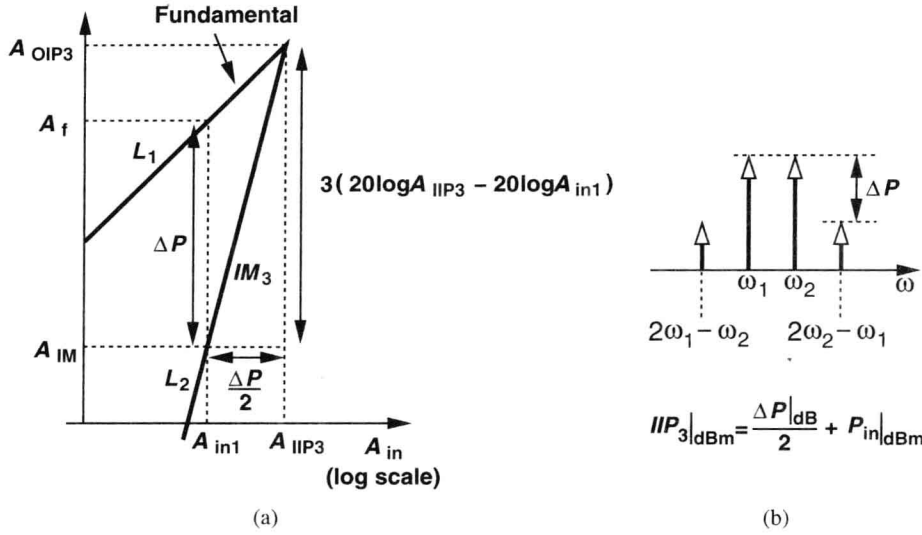 Fundamental
A OIP3
A f
L1
ΔP
3 ( 20logA IIP3 – 20logA in1 )
IM3
A IM
L2
ΔP
2
A in1
A IIP3
A in
(log scale)
(a)
ΔP
ω1
ω2
ω
2ω1 – ω2
2ω2 – ω1
IIP3|dBm = ΔP|dB / 2 + Pin|dBm
(b)